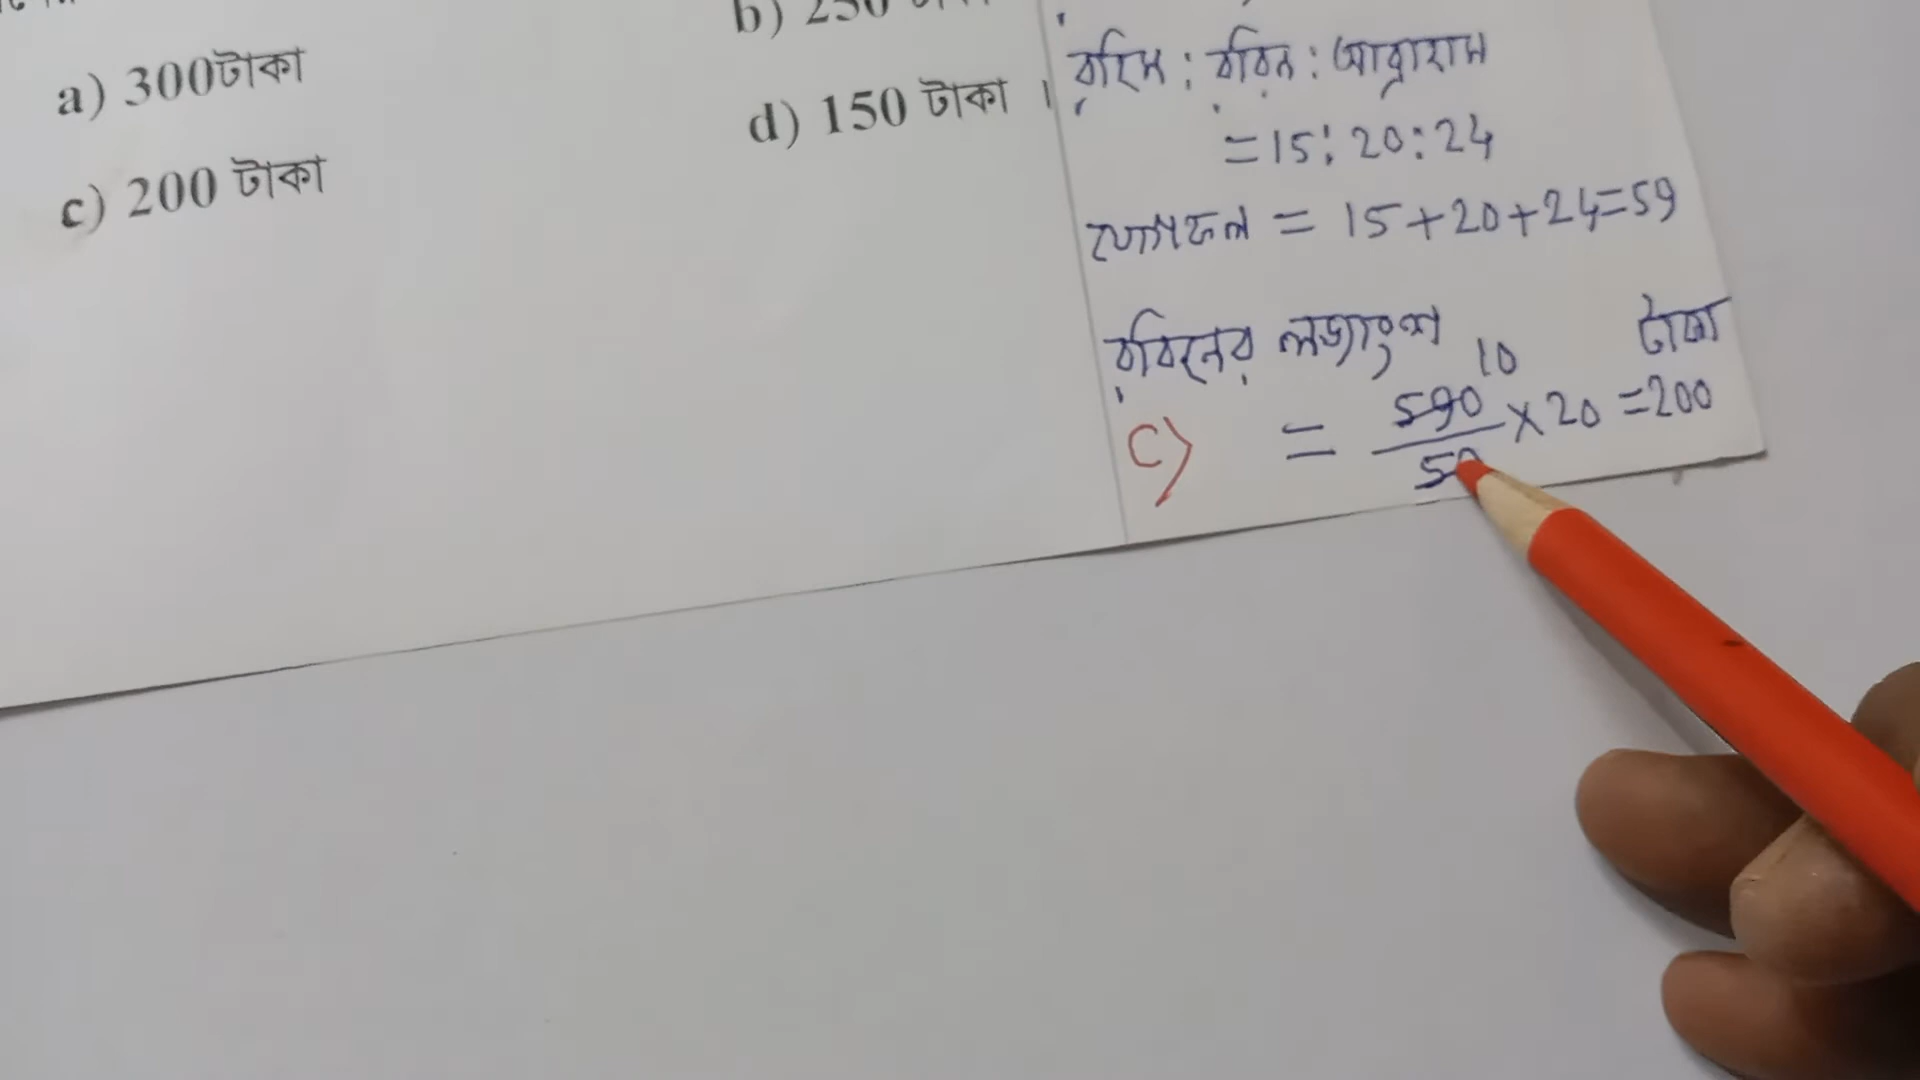 a) 300টাকা
b) 250
c) 200 টাকা
d) 150 টাকা ।
রহিম : রবিন : আব্রাহাম
= 15 : 20 : 24
যোগফল = 15 + 20 + 24 = 59
রবিনের লভ্যাংশ
10 টাকা
c) = 590/59 × 20 = 200